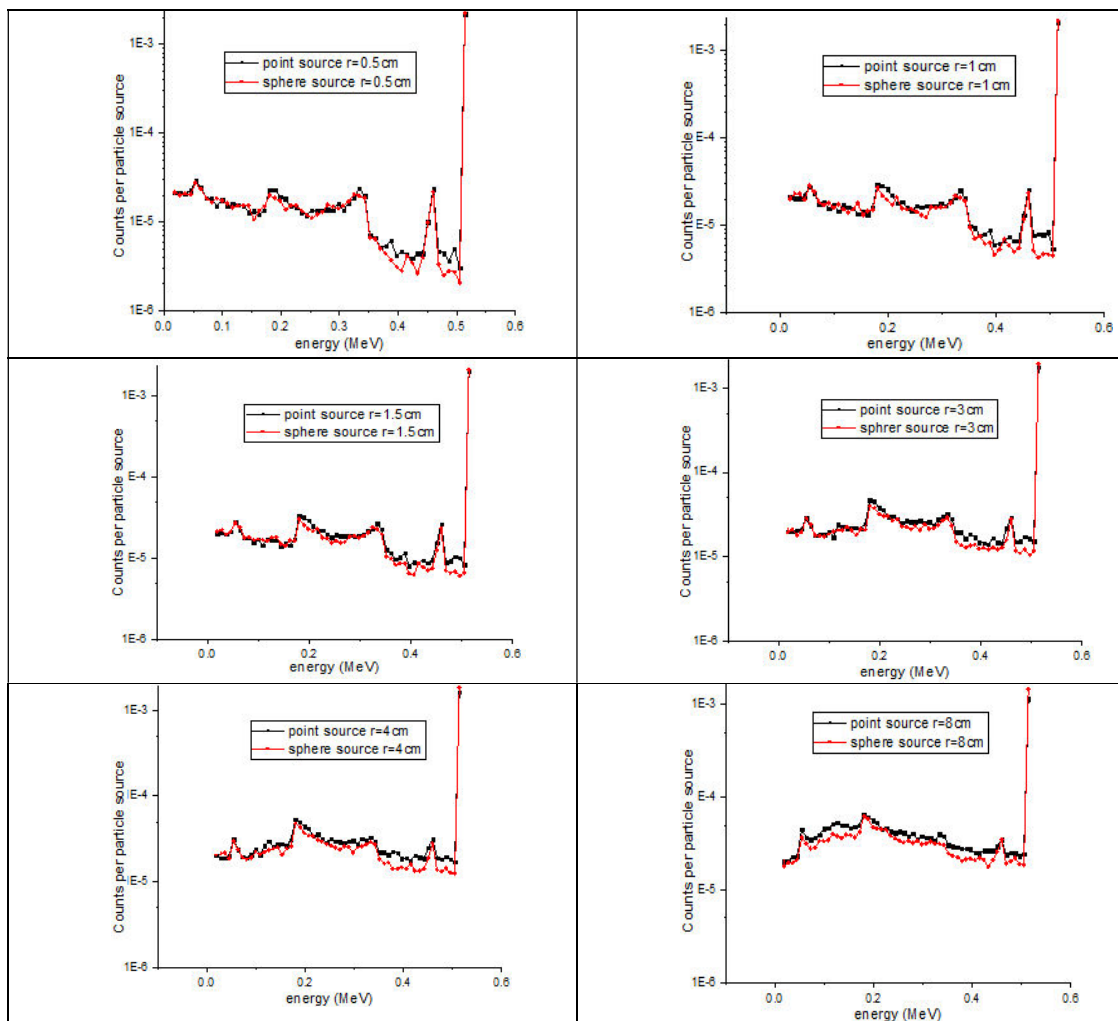 1E-3
point source r=0.5cm
sphere source r=0.5cm
1E-4
1E-5
1E-6
Counts per particle source
0.0 0.1 0.2 0.3 0.4 0.5 0.6
energy (MeV)
1E-3
point source r=1cm
sphere source r=1cm
1E-4
1E-5
1E-6
Counts per particle source
0.0 0.2 0.4 0.6
energy (MeV)
1E-3
point source r=1.5cm
sphere source r=1.5cm
1E-4
1E-5
1E-6
Counts per particle source
0.0 0.2 0.4 0.6
energy (MeV)
1E-3
point source r=3cm
sphrer source r=3cm
1E-4
1E-5
1E-6
Counts per particle source
0.0 0.2 0.4 0.6
energy (MeV)
1E-3
point source r=4cm
sphere source r=4cm
1E-4
1E-5
1E-6
Counts per particle source
0.0 0.2 0.4 0.6
energy (MeV)
1E-3
point source r=8cm
sphere source r=8cm
1E-4
1E-5
1E-6
Counts per particle source
0.0 0.2 0.4 0.6
energy (MeV)